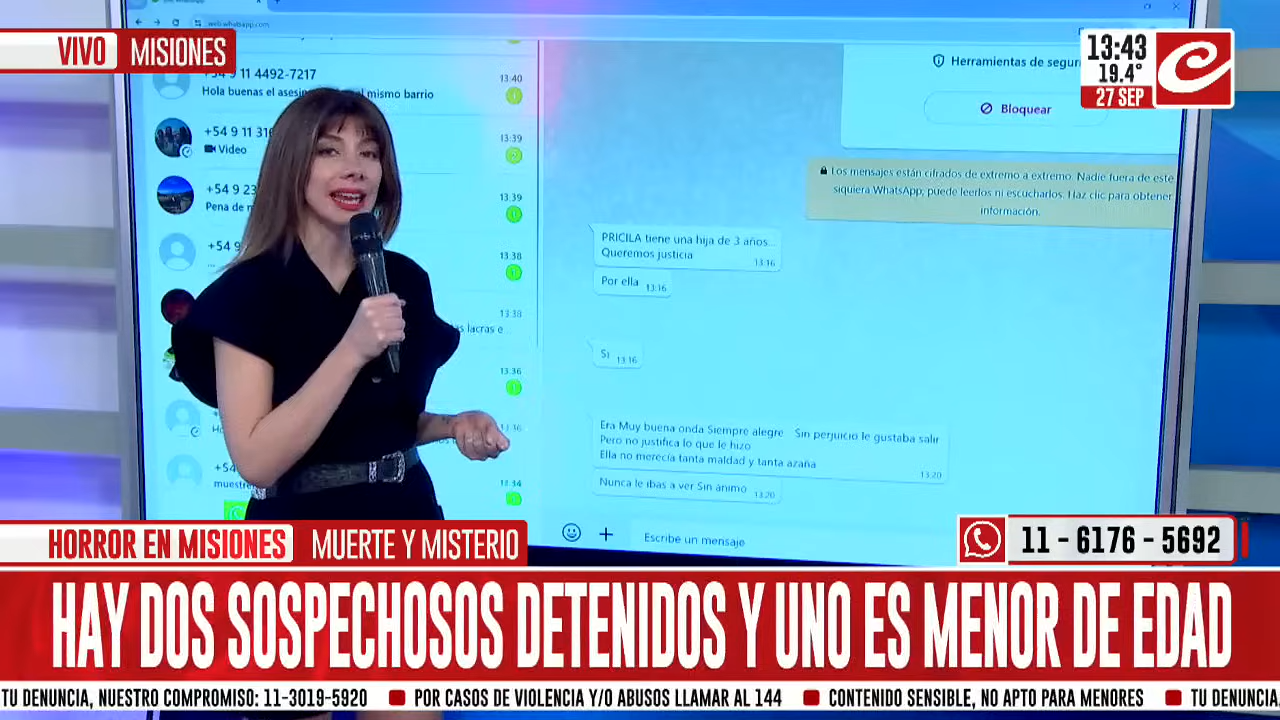 web.whatsapp.com
VIVO MISIONES
13:43
19.4°
27 SEP
+54 9 11 4492-7217
13:40
Hola buenas el mismo barrio
+54 9 11
13:39
Video
+54 9
13:39
Pena de
+54 9
13:38
13:38
lacras e...
13:36
13:36
+54
13:34
Herramientas de
Bloquear
Los mensajes están cifrados de extremo a extremo. Nadie fuera de este
siquiera WhatsApp, puede leerlos ni escucharlos. Haz clic para obtener
información.
PRICILA tiene una hija de 3 años...
Queremos justicia
13:16
Por ella 13:16
Si 13:16
Era Muy buena onda Siempre alegre Sin perjuicio le gustaba salir
Pero no justifica lo que le hizo
Ella no merecía tanta maldad y tanta azaña
13:20
Nunca le ibas a ver Sin animo 13:20
Escribe un mensaje
HORROR EN MISIONES MUERTE Y MISTERIO
11 - 6176 - 5692
HAY DOS SOSPECHOSOS DETENIDOS Y UNO ES MENOR DE EDAD
TU DENUNCIA, NUESTRO COMPROMISO: 11-3019-5920 POR CASOS DE VIOLENCIA Y/O ABUSOS LLAMAR AL 144 CONTENIDO SENSIBLE, NO APTO PARA MENORES TU DENUNCIA